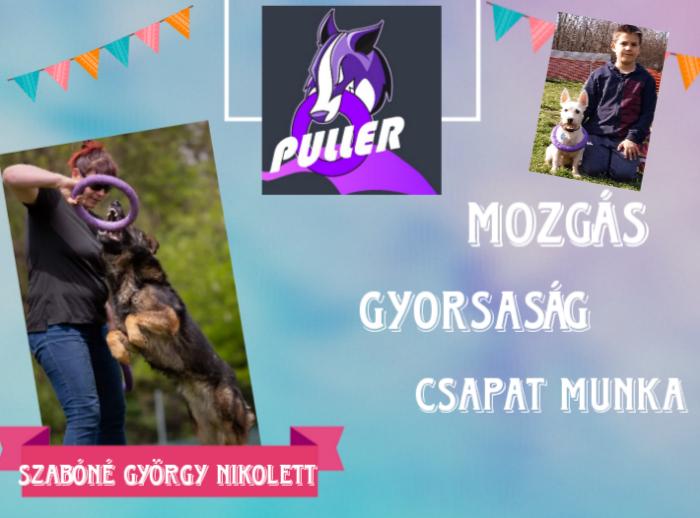 PULLER
MOZGÁS
GYORSASÁG
CSAPAT MUNKA
SZABÓNÉ GYÖRGY NIKOLETT